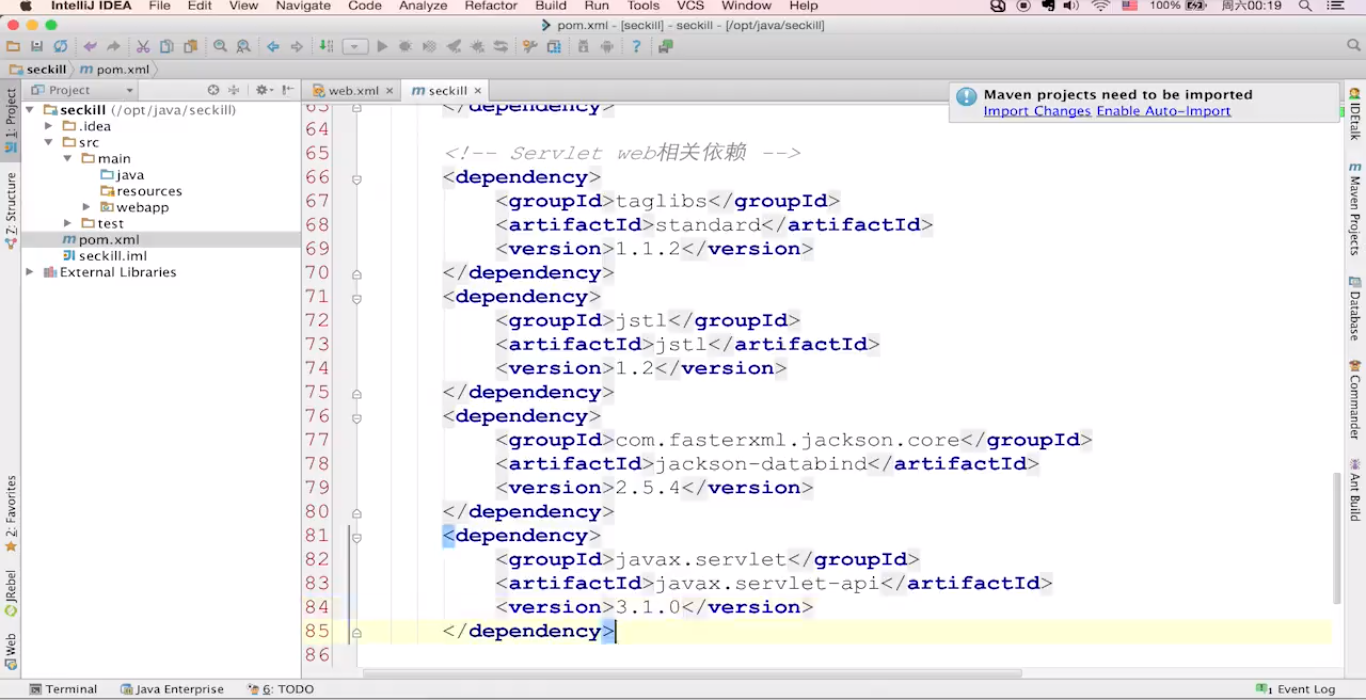 IntelliJ IDEA File Edit View Navigate Code Analyze Refactor Build Run Tools VCS Window Help 100% 周六00:19
pom.xml - [seckill] - seckill - [/opt/java/seckill]
seckill pom.xml
Project web.xml seckill
Maven projects need to be imported
Import Changes Enable Auto-Import
1: Project
Z: Structure
2: Favorites
JRebel
Web
seckill (/opt/java/seckill)
.idea
src
main
java
resources
webapp
test
pom.xml
seckill.iml
External Libraries
63 </dependency>
64
65 <!-- Servlet web相关依赖 -->
66 <dependency>
67 <groupId>taglibs</groupId>
68 <artifactId>standard</artifactId>
69 <version>1.1.2</version>
70 </dependency>
71 <dependency>
72 <groupId>jstl</groupId>
73 <artifactId>jstl</artifactId>
74 <version>1.2</version>
75 </dependency>
76 <dependency>
77 <groupId>com.fasterxml.jackson.core</groupId>
78 <artifactId>jackson-databind</artifactId>
79 <version>2.5.4</version>
80 </dependency>
81 <dependency>
82 <groupId>javax.servlet</groupId>
83 <artifactId>javax.servlet-api</artifactId>
84 <version>3.1.0</version>
85 </dependency>
86
IDEtalk
Maven Projects
Database
Commander
Ant Build
Terminal Java Enterprise 6: TODO 1 Event Log